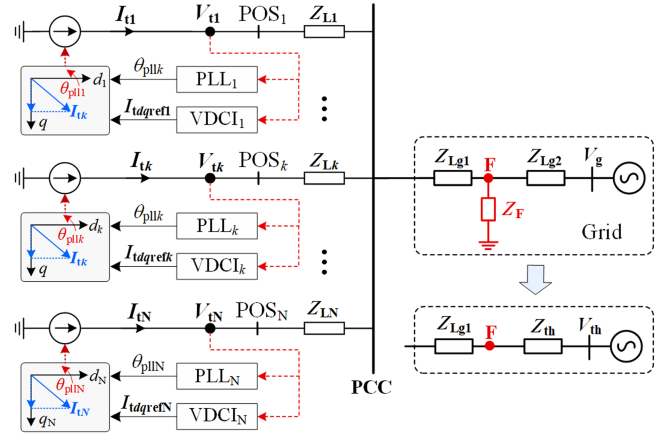 I_t1 V_t1 POS_1 Z_L1
θ_pllk PLL_1
d_1 θ_pll1
I_tdqref1 VDCI_1
q I_tk
⋮
I_tk V_tk POS_k Z_Lk
θ_pllk PLL_k
d_k θ_pllk
I_tdqrefk VDCI_k
q I_tk
⋮
I_tN V_tN POS_N Z_LN
θ_pllN PLL_N
d_N θ_pllN
I_tdqrefN VDCI_N
q_N I_tN
PCC
Z_Lg1 F Z_Lg2 V_g
Z_F
Grid
Z_Lg1 F Z_th V_th